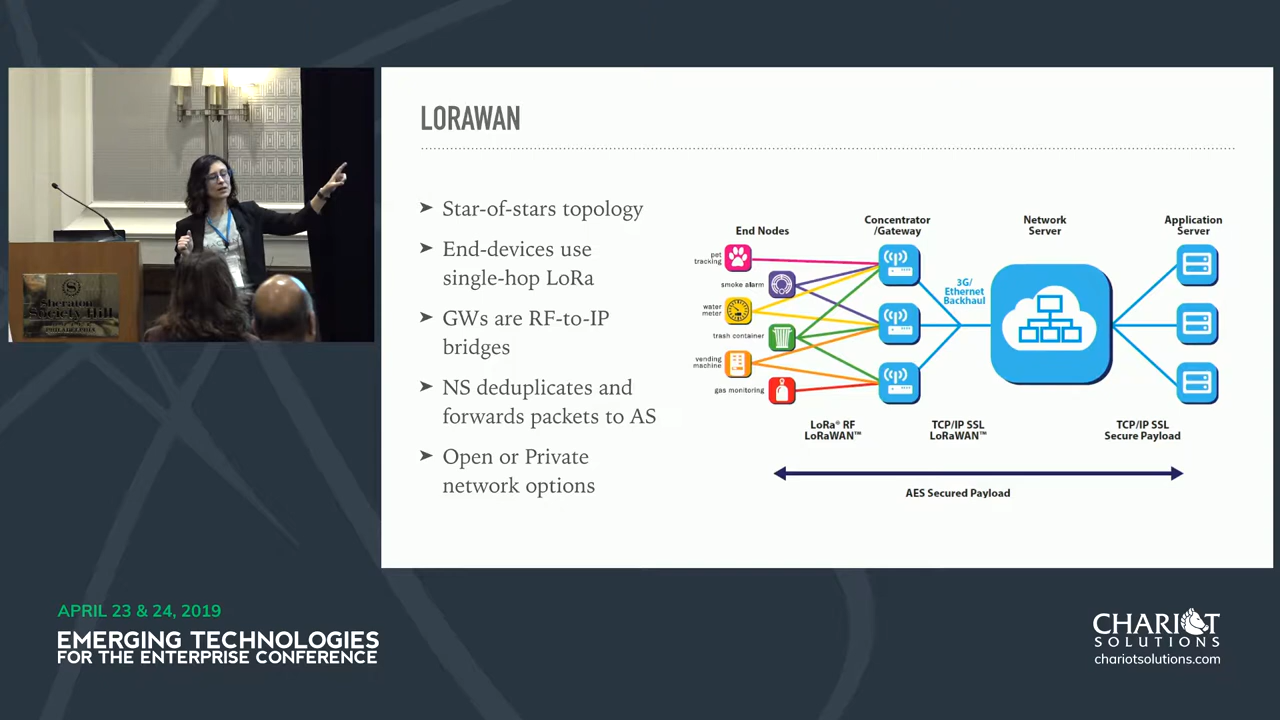 LORAWAN
➤ Star-of-stars topology
➤ End-devices use
single-hop LoRa
➤ GWs are RF-to-IP
bridges
➤ NS deduplicates and
forwards packets to AS
➤ Open or Private
network options
End Nodes
Concentrator
/Gateway
Network
Server
Application
Server
pet
tracking
smoke alarm
water
meter
trash container
vending
machine
gas monitoring
3G/
Ethernet
Backhaul
LoRa® RF
LoRaWAN™
TCP/IP SSL
LoRaWAN™
TCP/IP SSL
Secure Payload
AES Secured Payload
S
Sheraton
Society Hill
PHILADELPHIA
APRIL 23 & 24, 2019
EMERGING TECHNOLOGIES
FOR THE ENTERPRISE CONFERENCE
CHARIOT
SOLUTIONS
chariotsolutions.com